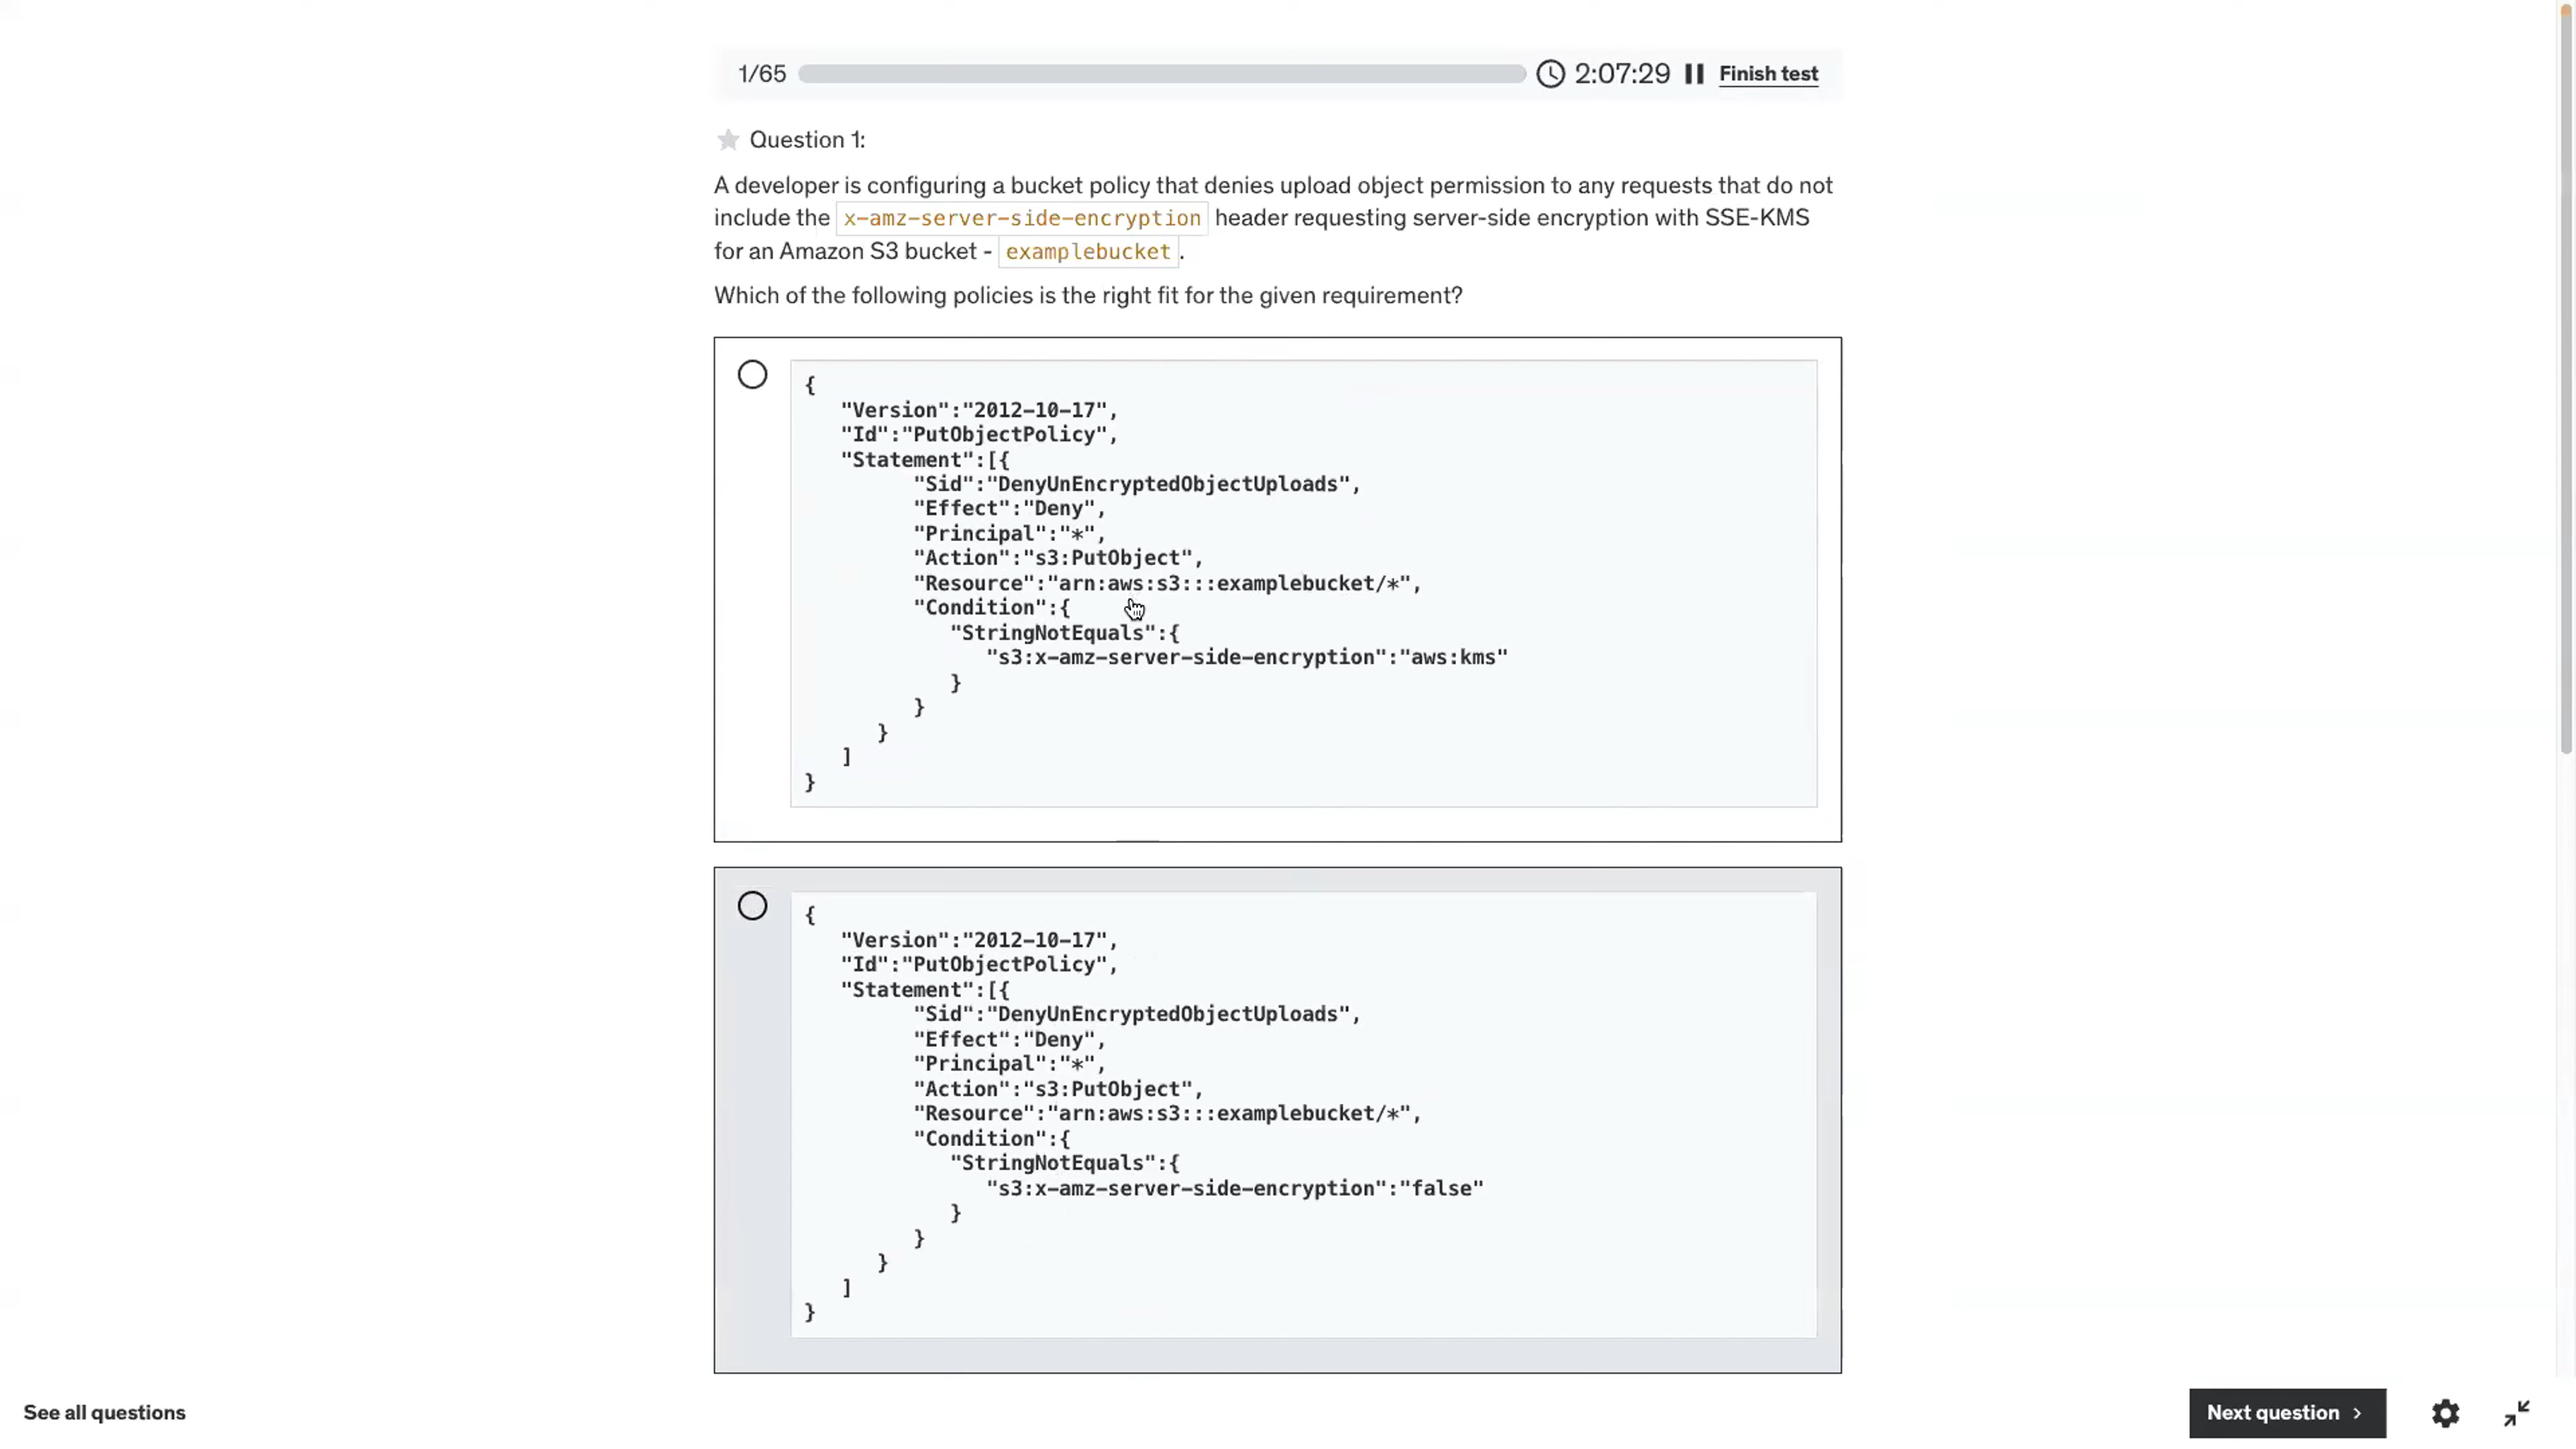 1/65 2:07:29 Finish test
Question 1:
A developer is configuring a bucket policy that denies upload object permission to any requests that do not
include the x-amz-server-side-encryption header requesting server-side encryption with SSE-KMS
for an Amazon S3 bucket - examplebucket .
Which of the following policies is the right fit for the given requirement?
{
"Version":"2012-10-17",
"Id":"PutObjectPolicy",
"Statement":[{
"Sid":"DenyUnEncryptedObjectUploads",
"Effect":"Deny",
"Principal":"*",
"Action":"s3:PutObject",
"Resource":"arn:aws:s3:::examplebucket/*",
"Condition":{
"StringNotEquals":{
"s3:x-amz-server-side-encryption":"aws:kms"
}
}
}
]
}
{
"Version":"2012-10-17",
"Id":"PutObjectPolicy",
"Statement":[{
"Sid":"DenyUnEncryptedObjectUploads",
"Effect":"Deny",
"Principal":"*",
"Action":"s3:PutObject",
"Resource":"arn:aws:s3:::examplebucket/*",
"Condition":{
"StringNotEquals":{
"s3:x-amz-server-side-encryption":"false"
}
}
}
]
}
See all questions Next question